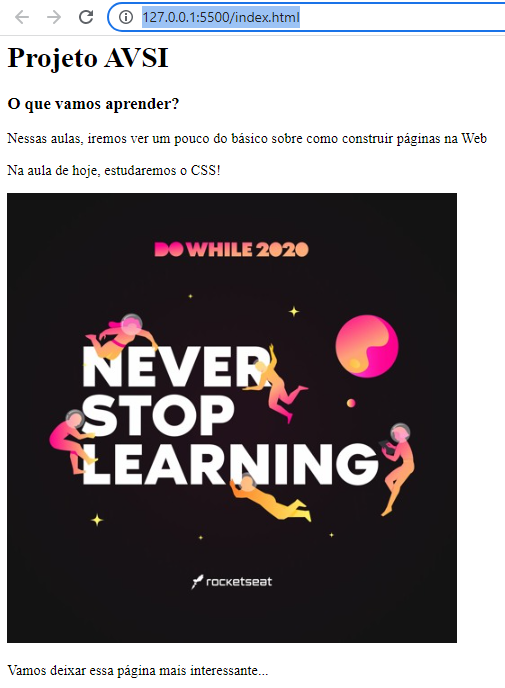 127.0.0.1:5500/index.html
Projeto AVSI
O que vamos aprender?
Nessas aulas, iremos ver um pouco do básico sobre como construir páginas na Web
Na aula de hoje, estudaremos o CSS!
DO WHILE 2020
NEVER
STOP
LEARNING
rocketseat
Vamos deixar essa página mais interessante...